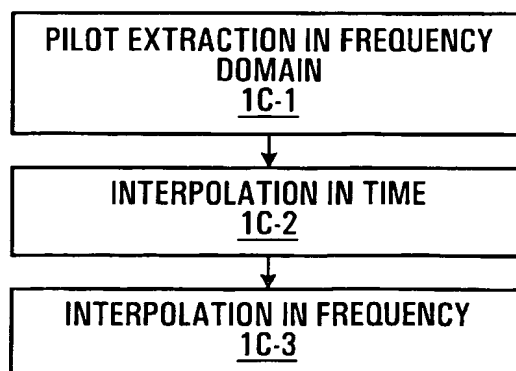 PILOT EXTRACTION IN FREQUENCY
DOMAIN
1C-1
INTERPOLATION IN TIME
1C-2
INTERPOLATION IN FREQUENCY
1C-3